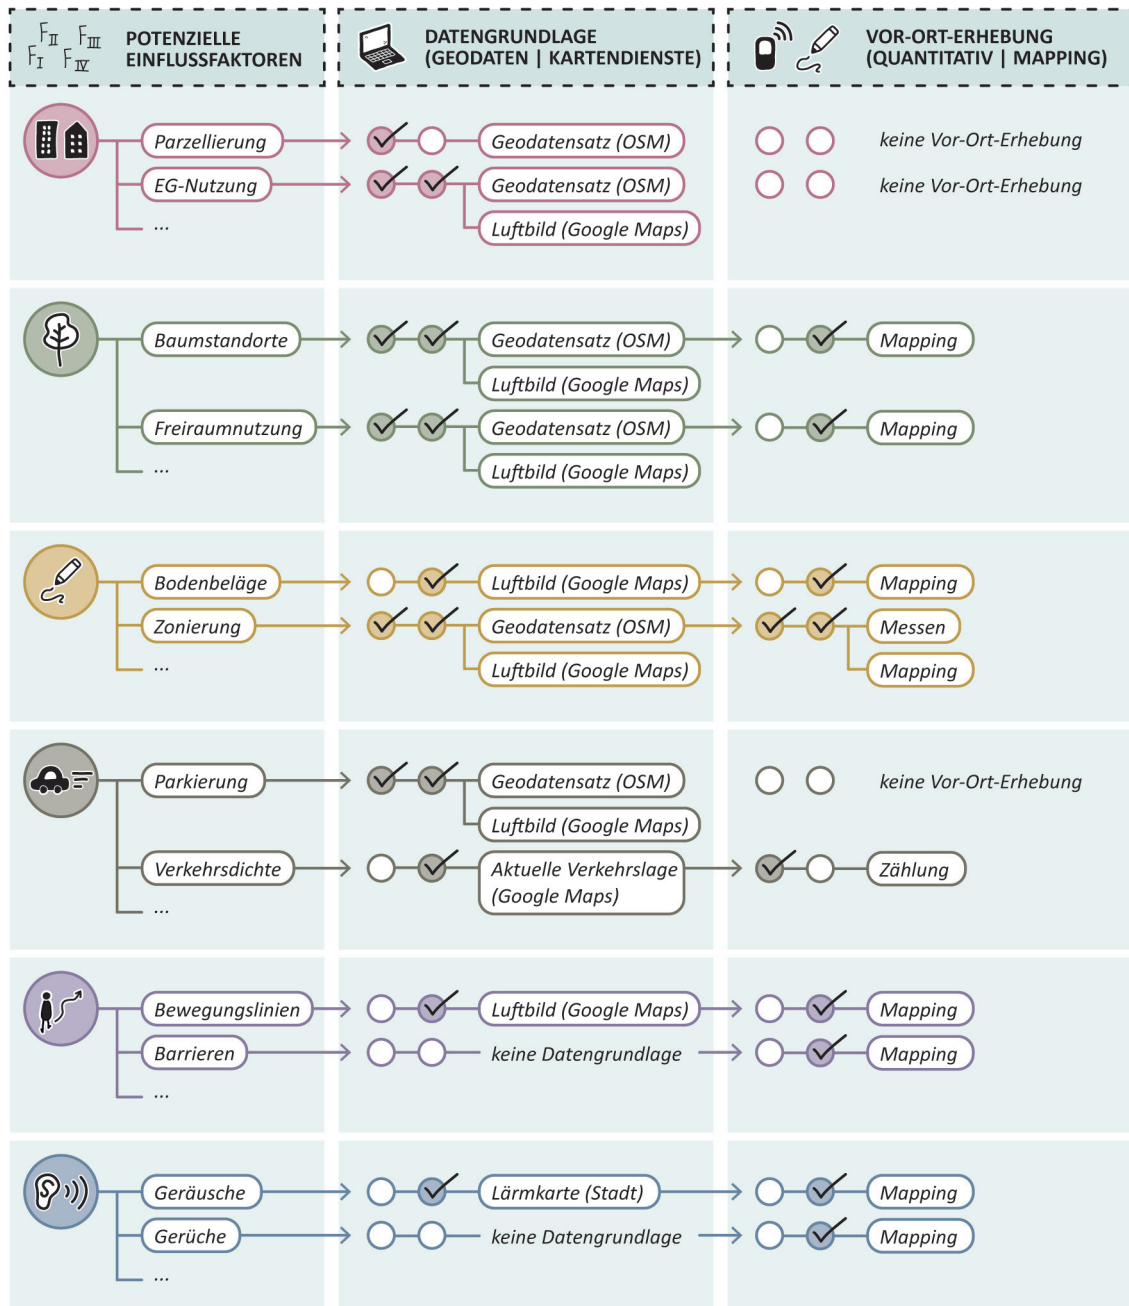 F_I F_II F_III F_IV
POTENZIELLE
EINFLUSSFAKTOREN
DATENGRUNDLAGE
(GEODATEN | KARTENDIENSTE)
VOR-ORT-ERHEBUNG
(QUANTITATIV | MAPPING)
Parzellierung
Geodatensatz (OSM)
keine Vor-Ort-Erhebung
EG-Nutzung
Geodatensatz (OSM)
keine Vor-Ort-Erhebung
...
Luftbild (Google Maps)
Baumstandorte
Geodatensatz (OSM)
Mapping
Luftbild (Google Maps)
Freiraumnutzung
Geodatensatz (OSM)
Mapping
...
Luftbild (Google Maps)
Bodenbeläge
Luftbild (Google Maps)
Mapping
Zonierung
Geodatensatz (OSM)
Messen
...
Luftbild (Google Maps)
Mapping
Parkierung
Geodatensatz (OSM)
keine Vor-Ort-Erhebung
Luftbild (Google Maps)
Verkehrsdichte
Aktuelle Verkehrslage
(Google Maps)
Zählung
...
Bewegungslinien
Luftbild (Google Maps)
Mapping
Barrieren
keine Datengrundlage
Mapping
...
Geräusche
Lärmkarte (Stadt)
Mapping
Gerüche
keine Datengrundlage
Mapping
...